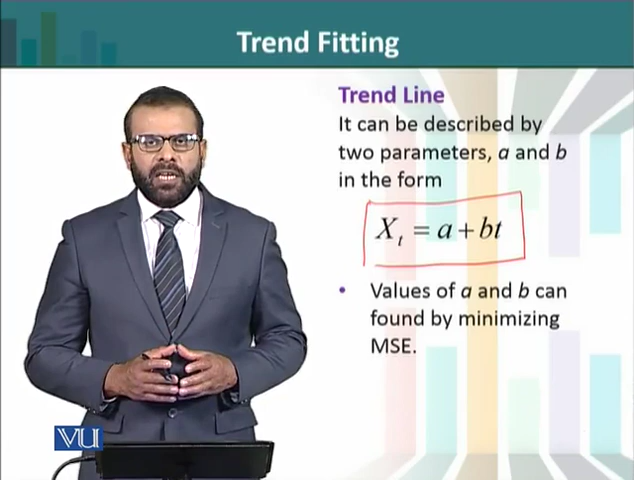 Trend Fitting
Trend Line
It can be described by
two parameters, a and b
in the form
X_t = a + bt
• Values of a and b can
found by minimizing
MSE.
VU